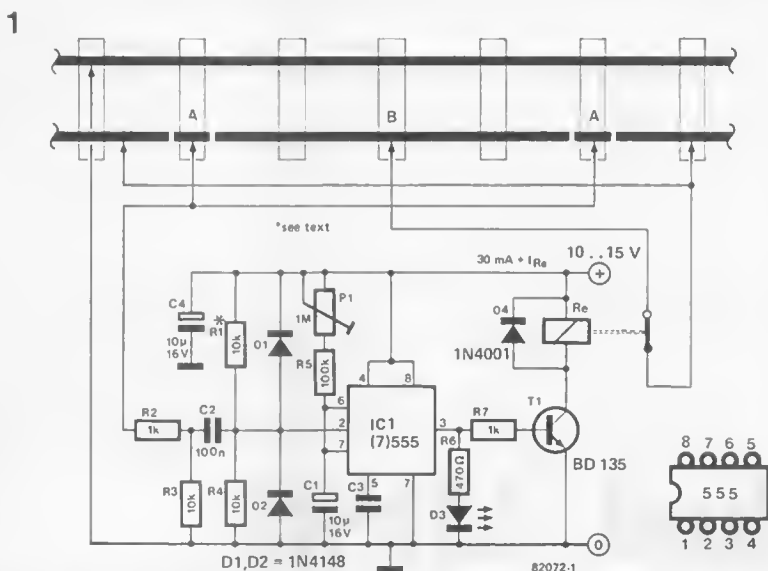 1
A
B
A
*see text
30 mA + IRe
10 .. 15 V
+
C4
10µ
16V
*
R1
10k
D1
P1
1M
R5
100k
D4
1N4001
Re
4
8
6
2
7
3
IC1
(7)555
5
7
R2
1k
C2
100n
R3
10k
R4
10k
D2
C1
10µ
16V
C3
R7
1k
R6
470Ω
D3
T1
BD 135
0
8 7 6 5
555
1 2 3 4
D1,D2 = 1N4148
82072-1